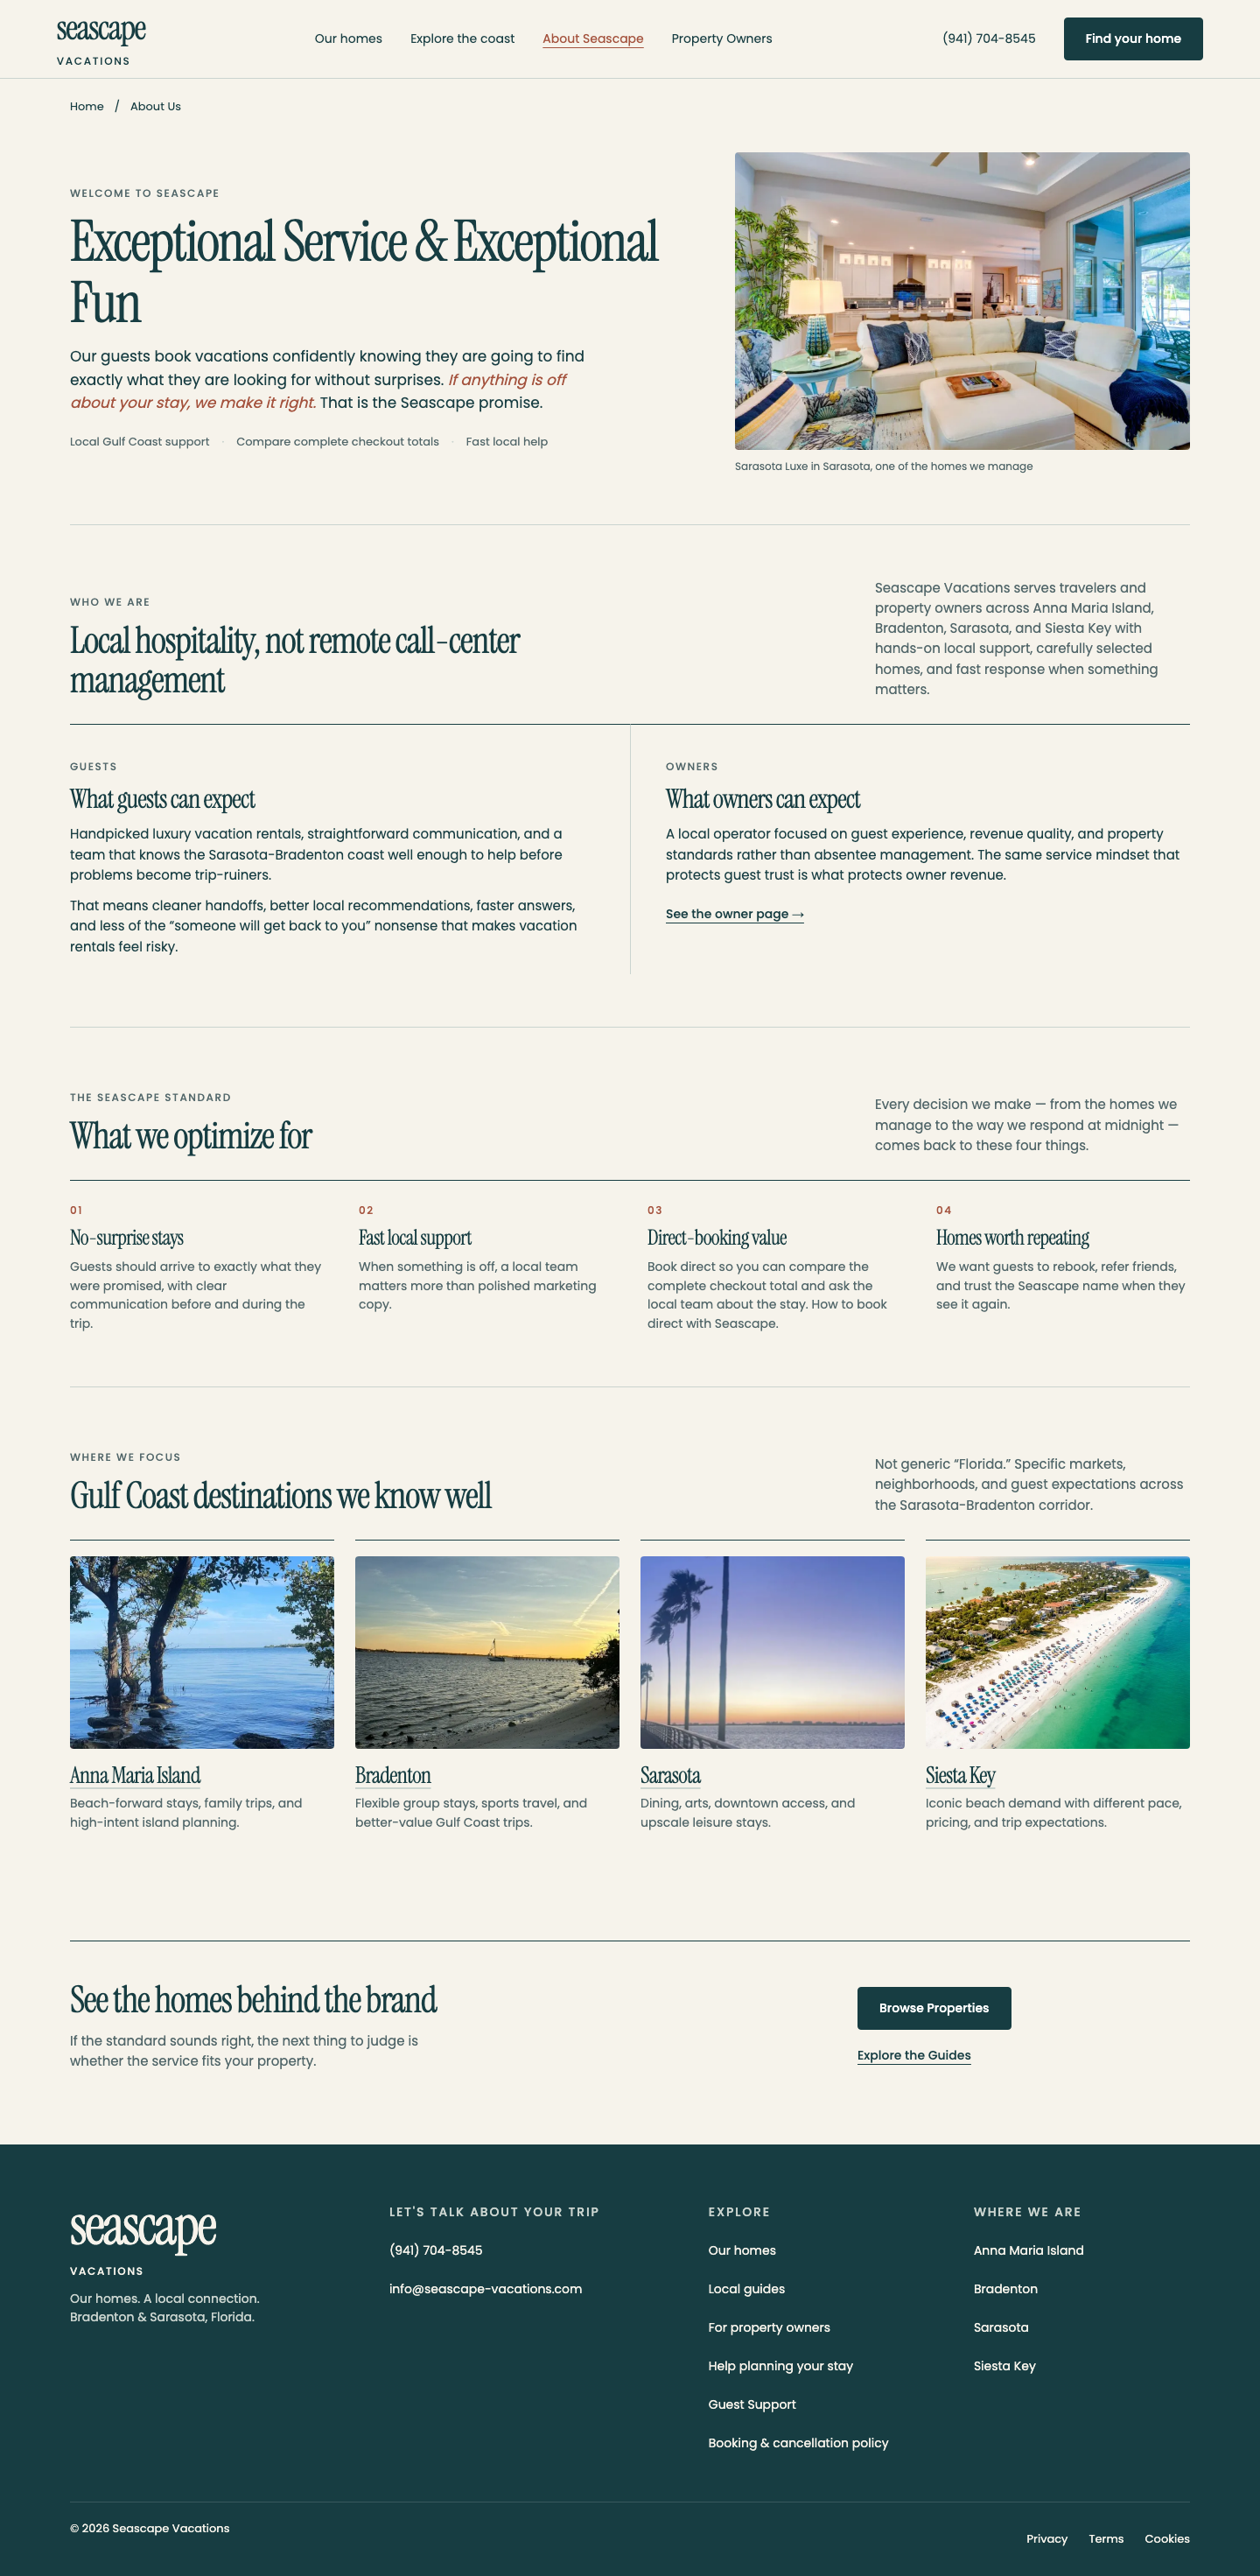 seascape
VACATIONS
Our homes
Explore the coast
About Seascape
Property Owners
(941) 704-8545
Find your home
Home / About Us
WELCOME TO SEASCAPE
Exceptional Service & Exceptional
Fun
Our guests book vacations confidently knowing they are going to find
exactly what they are looking for without surprises. If anything is off
about your stay, we make it right. That is the Seascape promise.
Local Gulf Coast support · Compare complete checkout totals · Fast local help
Sarasota Luxe in Sarasota, one of the homes we manage
WHO WE ARE
Local hospitality, not remote call-center
management
Seascape Vacations serves travelers and
property owners across Anna Maria Island,
Bradenton, Sarasota, and Siesta Key with
hands-on local support, carefully selected
homes, and fast response when something
matters.
GUESTS
What guests can expect
Handpicked luxury vacation rentals, straightforward communication, and a
team that knows the Sarasota-Bradenton coast well enough to help before
problems become trip-ruiners.
That means cleaner handoffs, better local recommendations, faster answers,
and less of the “someone will get back to you” nonsense that makes vacation
rentals feel risky.
OWNERS
What owners can expect
A local operator focused on guest experience, revenue quality, and property
standards rather than absentee management. The same service mindset that
protects guest trust is what protects owner revenue.
See the owner page →
THE SEASCAPE STANDARD
What we optimize for
Every decision we make — from the homes we
manage to the way we respond at midnight —
comes back to these four things.
01
No-surprise stays
Guests should arrive to exactly what they
were promised, with clear
communication before and during the
trip.
02
Fast local support
When something is off, a local team
matters more than polished marketing
copy.
03
Direct-booking value
Book direct so you can compare the
complete checkout total and ask the
local team about the stay. How to book
direct with Seascape.
04
Homes worth repeating
We want guests to rebook, refer friends,
and trust the Seascape name when they
see it again.
WHERE WE FOCUS
Gulf Coast destinations we know well
Not generic “Florida.” Specific markets,
neighborhoods, and guest expectations across
the Sarasota-Bradenton corridor.
Anna Maria Island
Beach-forward stays, family trips, and
high-intent island planning.
Bradenton
Flexible group stays, sports travel, and
better-value Gulf Coast trips.
Sarasota
Dining, arts, downtown access, and
upscale leisure stays.
Siesta Key
Iconic beach demand with different pace,
pricing, and trip expectations.
See the homes behind the brand
If the standard sounds right, the next thing to judge is
whether the service fits your property.
Browse Properties
Explore the Guides
seascape
VACATIONS
Our homes. A local connection.
Bradenton & Sarasota, Florida.
LET'S TALK ABOUT YOUR TRIP
(941) 704-8545
info@seascape-vacations.com
EXPLORE
Our homes
Local guides
For property owners
Help planning your stay
Guest Support
Booking & cancellation policy
WHERE WE ARE
Anna Maria Island
Bradenton
Sarasota
Siesta Key
© 2026 Seascape Vacations
Privacy
Terms
Cookies